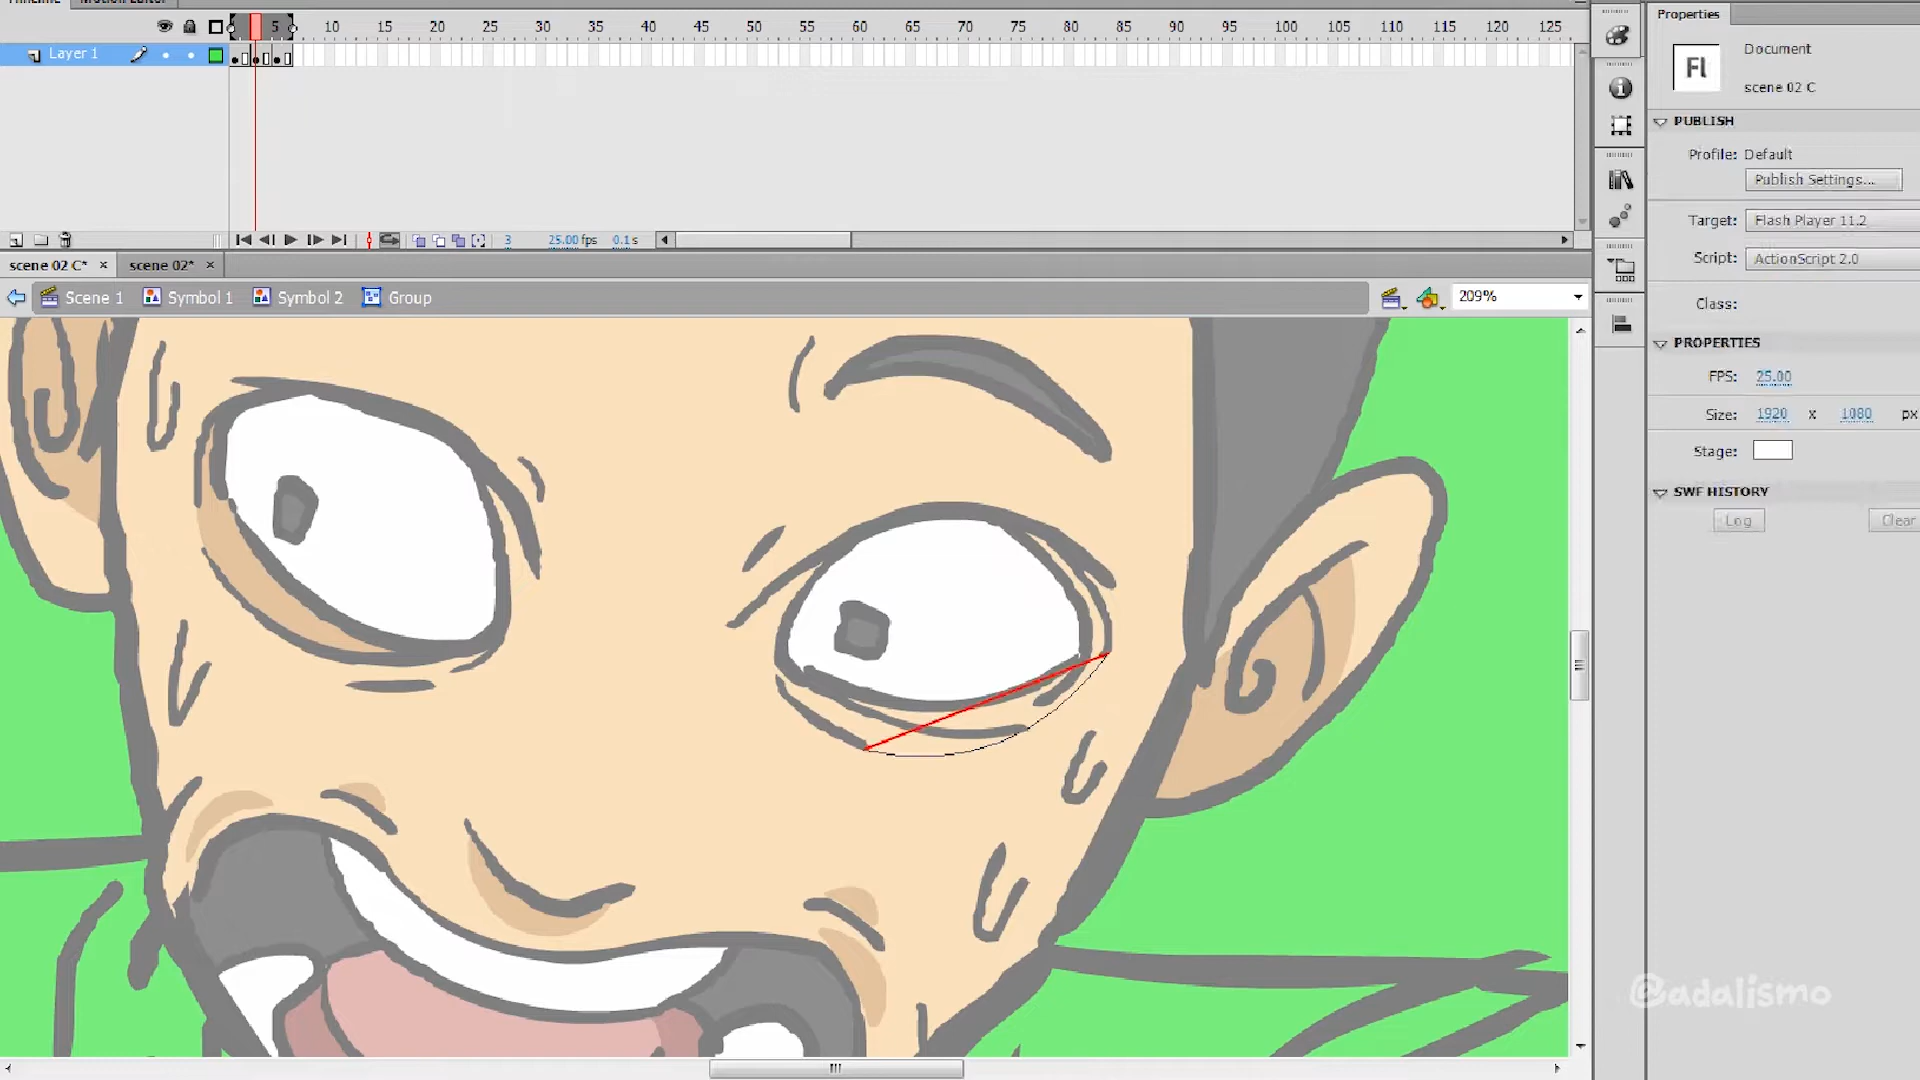 Timeline
Motion Editor
5 10 15 20 25 30 35 40 45 50 55 60 65 70 75 80 85 90 95 100 105 110 115 120 125
Layer 1
3 25.00 fps 0.1 s
scene 02 C* × scene 02* ×
Scene 1 Symbol 1 Symbol 2 Group 209%
Properties
Fl
Document
scene 02 C
PUBLISH
Profile: Default
Publish Settings...
Target: Flash Player 11.2
Script: ActionScript 2.0
Class:
PROPERTIES
FPS: 25.00
Size: 1920 x 1080 px
Stage:
SWF HISTORY
Log Clear
@adalismo